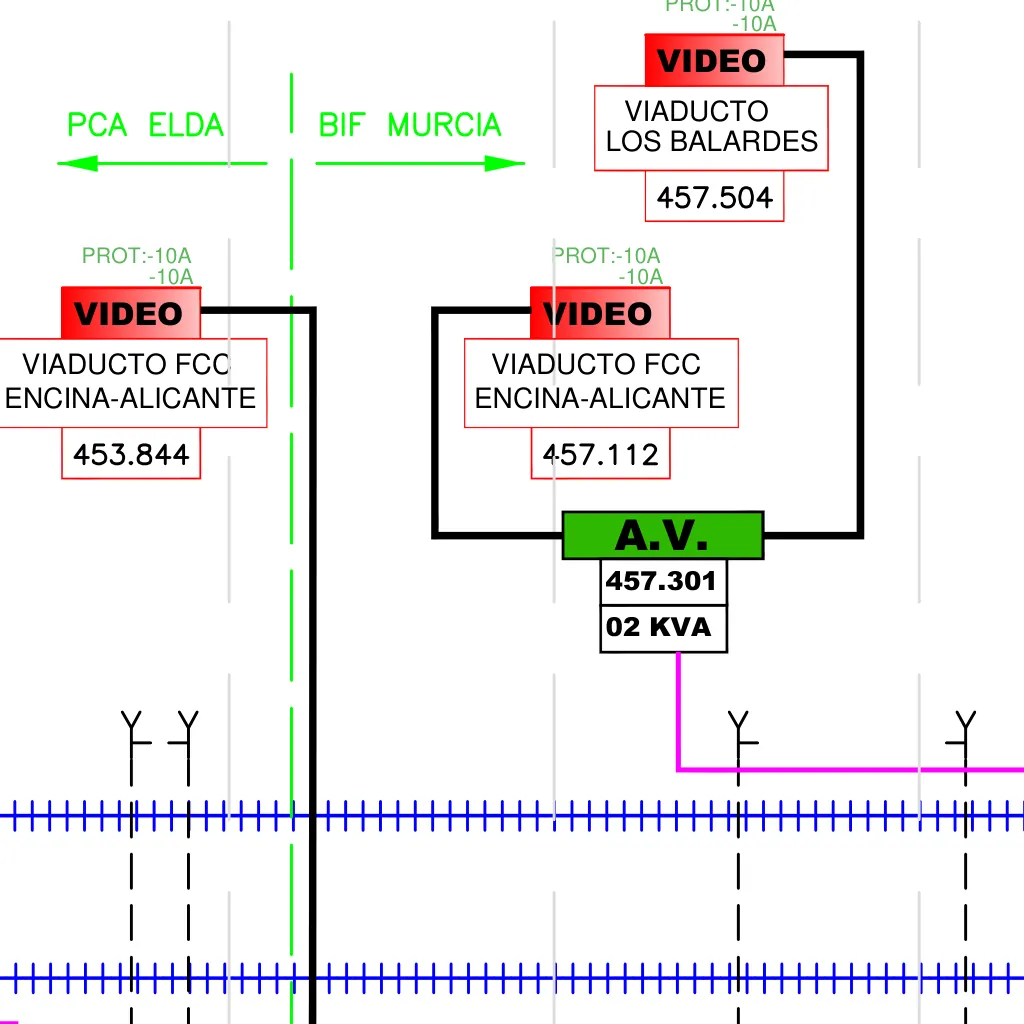 PROT:-10A
-10A
VIDEO
VIADUCTO
LOS BALARDES
457.504
PCA ELDA
BIF MURCIA
PROT:-10A
-10A
VIDEO
VIADUCTO FCC
ENCINA-ALICANTE
453.844
PROT:-10A
-10A
VIDEO
VIADUCTO FCC
ENCINA-ALICANTE
457.112
A.V.
457.301
02 KVA